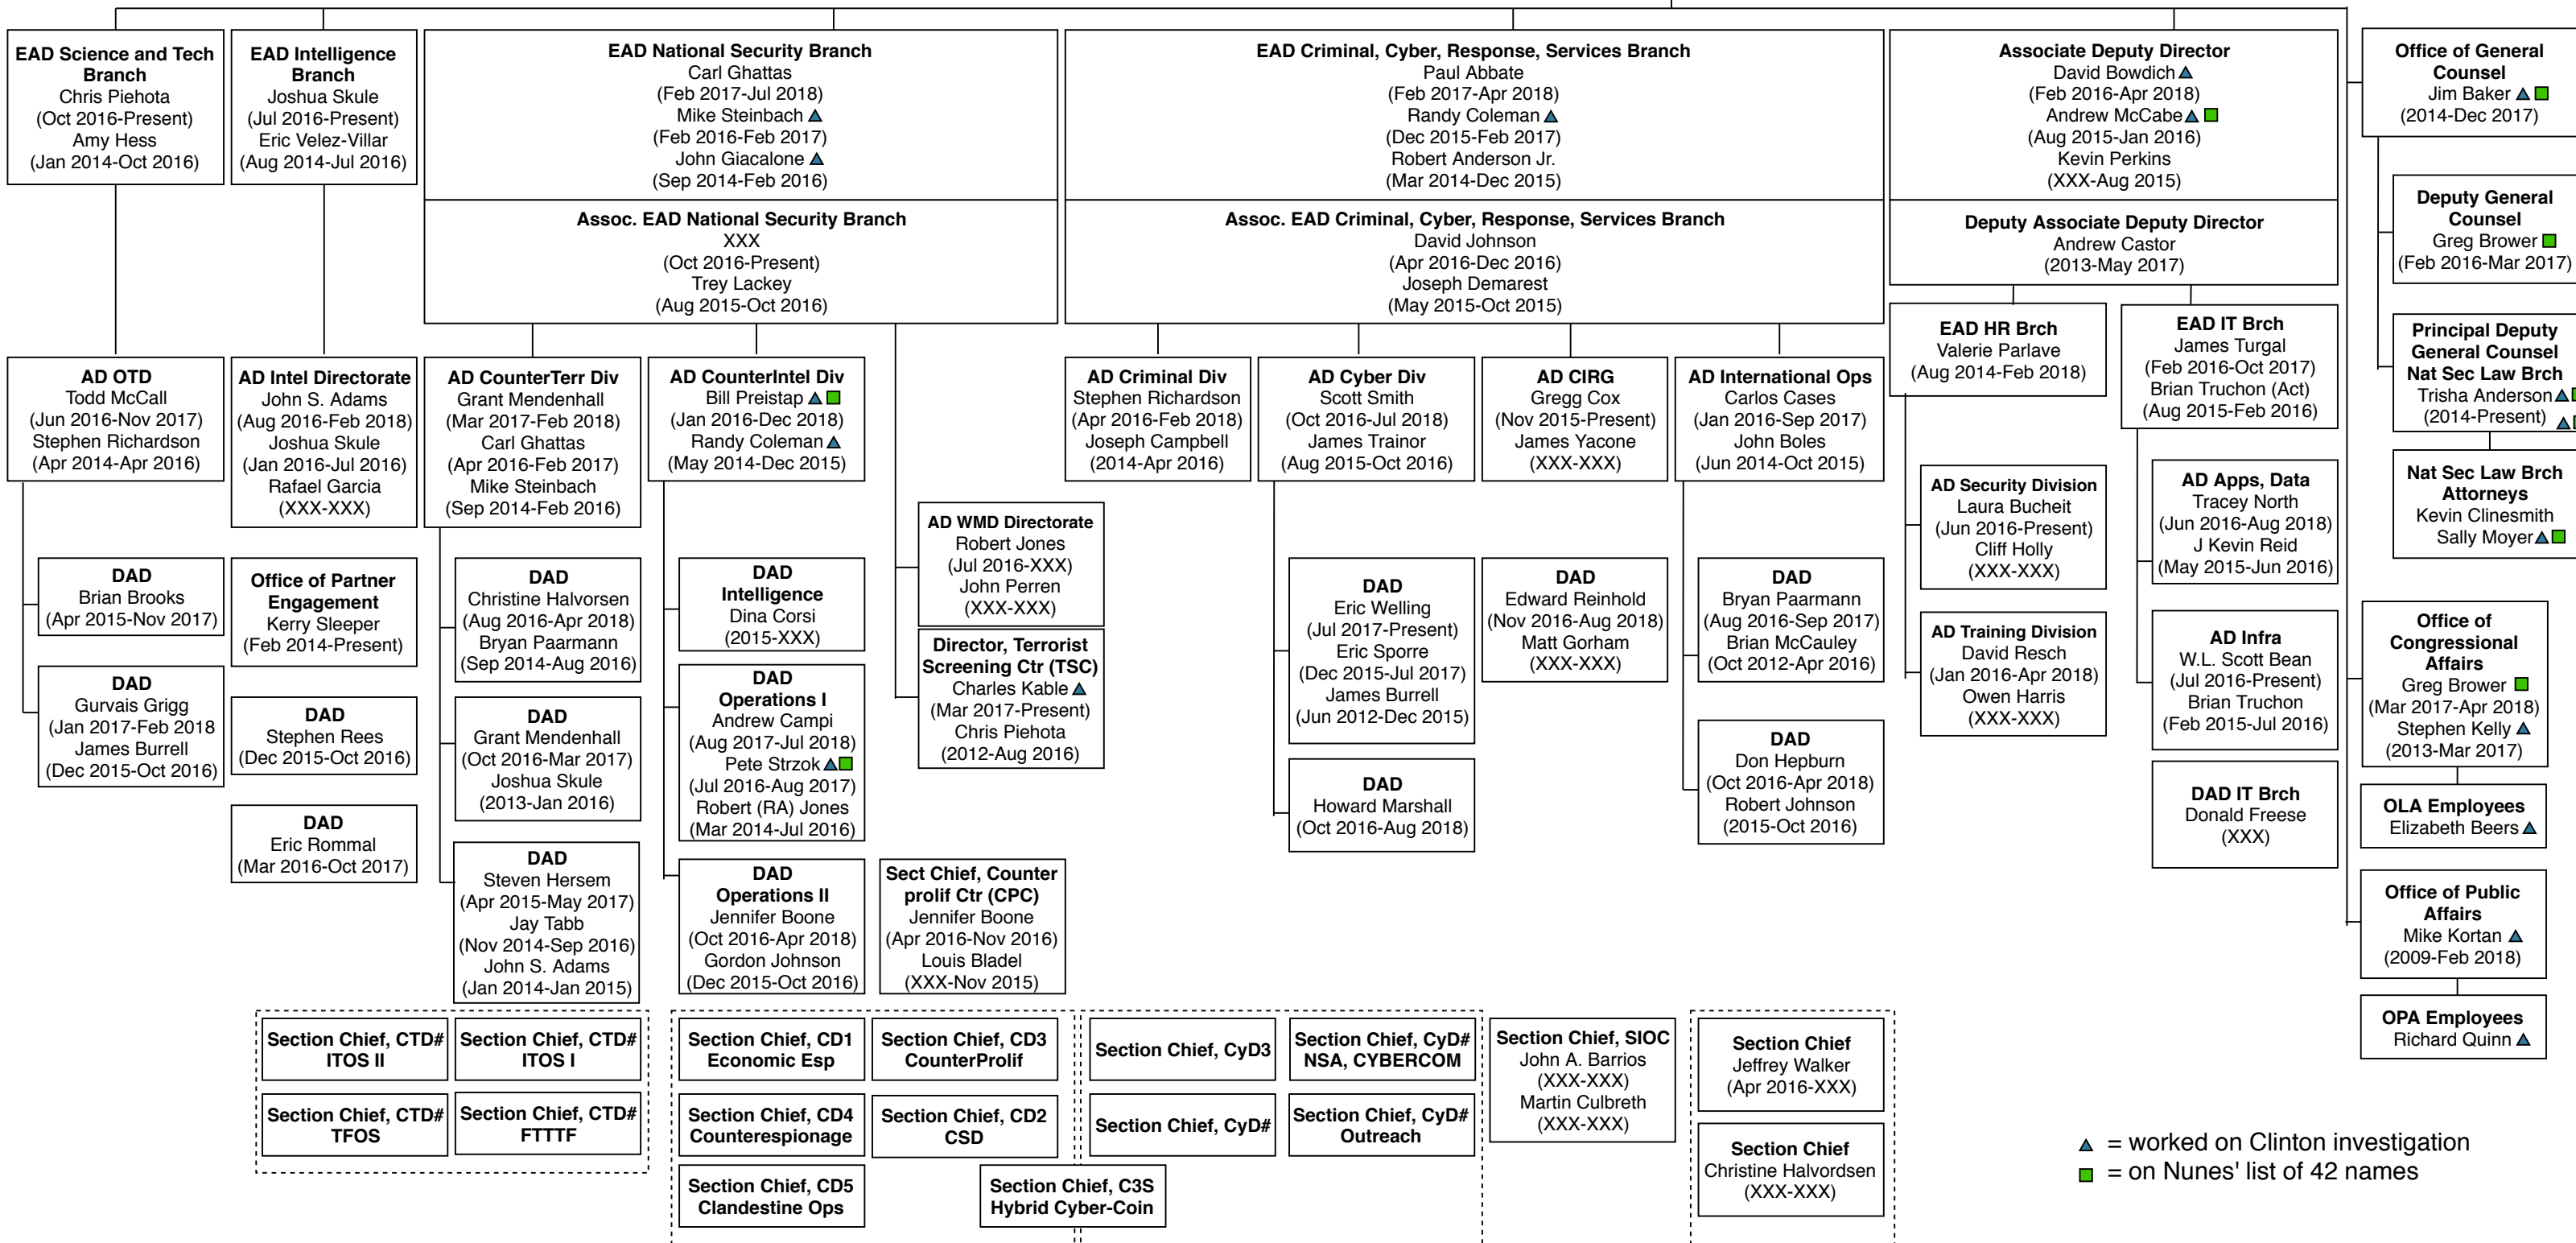 EAD Science and Tech
Branch
Chris Piehota
(Oct 2016-Present)
Amy Hess
(Jan 2014-Oct 2016)
EAD Intelligence
Branch
Joshua Skule
(Jul 2016-Present)
Eric Velez-Villar
(Aug 2014-Jul 2016)
EAD National Security Branch
Carl Ghattas
(Feb 2017-Jul 2018)
Mike Steinbach
(Feb 2016-Feb 2017)
John Giacalone
(Sep 2014-Feb 2016)
Assoc. EAD National Security Branch
XXX
(Oct 2016-Present)
Trey Lackey
(Aug 2015-Oct 2016)
EAD Criminal, Cyber, Response, Services Branch
Paul Abbate
(Feb 2017-Apr 2018)
Randy Coleman
(Dec 2015-Feb 2017)
Robert Anderson Jr.
(Mar 2014-Dec 2015)
Assoc. EAD Criminal, Cyber, Response, Services Branch
David Johnson
(Apr 2016-Dec 2016)
Joseph Demarest
(May 2015-Oct 2015)
Associate Deputy Director
David Bowdich
(Feb 2016-Apr 2018)
Andrew McCabe
(Aug 2015-Jan 2016)
Kevin Perkins
(XXX-Aug 2015)
Deputy Associate Deputy Director
Andrew Castor
(2013-May 2017)
Office of General
Counsel
Jim Baker
(2014-Dec 2017)
Deputy General
Counsel
Greg Brower
(Feb 2016-Mar 2017)
Principal Deputy
General Counsel
Nat Sec Law Brch
Trisha Anderson
(2014-Present)
Nat Sec Law Brch
Attorneys
Kevin Clinesmith
Sally Moyer
EAD HR Brch
Valerie Parlave
(Aug 2014-Feb 2018)
EAD IT Brch
James Turgal
(Feb 2016-Oct 2017)
Brian Truchon (Act)
(Aug 2015-Feb 2016)
AD OTD
Todd McCall
(Jun 2016-Nov 2017)
Stephen Richardson
(Apr 2014-Apr 2016)
AD Intel Directorate
John S. Adams
(Aug 2016-Feb 2018)
Joshua Skule
(Jan 2016-Jul 2016)
Rafael Garcia
(XXX-XXX)
AD CounterTerr Div
Grant Mendenhall
(Mar 2017-Feb 2018)
Carl Ghattas
(Apr 2016-Feb 2017)
Mike Steinbach
(Sep 2014-Feb 2016)
AD CounterIntel Div
Bill Preistap
(Jan 2016-Dec 2018)
Randy Coleman
(May 2014-Dec 2015)
AD Criminal Div
Stephen Richardson
(Apr 2016-Feb 2018)
Joseph Campbell
(2014-Apr 2016)
AD Cyber Div
Scott Smith
(Oct 2016-Jul 2018)
James Trainor
(Aug 2015-Oct 2016)
AD CIRG
Gregg Cox
(Nov 2015-Present)
James Yacone
(XXX-XXX)
AD International Ops
Carlos Cases
(Jan 2016-Sep 2017)
John Boles
(Jun 2014-Oct 2015)
AD Security Division
Laura Bucheit
(Jun 2016-Present)
Cliff Holly
(XXX-XXX)
AD Apps, Data
Tracey North
(Jun 2016-Aug 2018)
J Kevin Reid
(May 2015-Jun 2016)
AD WMD Directorate
Robert Jones
(Jul 2016-XXX)
John Perren
(XXX-XXX)
Director, Terrorist
Screening Ctr (TSC)
Charles Kable
(Mar 2017-Present)
Chris Piehota
(2012-Aug 2016)
DAD
Brian Brooks
(Apr 2015-Nov 2017)
Office of Partner
Engagement
Kerry Sleeper
(Feb 2014-Present)
DAD
Christine Halvorsen
(Aug 2016-Apr 2018)
Bryan Paarmann
(Sep 2014-Aug 2016)
DAD
Intelligence
Dina Corsi
(2015-XXX)
DAD
Eric Welling
(Jul 2017-Present)
Eric Sporre
(Dec 2015-Jul 2017)
James Burrell
(Jun 2012-Dec 2015)
DAD
Edward Reinhold
(Nov 2016-Aug 2018)
Matt Gorham
(XXX-XXX)
DAD
Bryan Paarmann
(Aug 2016-Sep 2017)
Brian McCauley
(Oct 2012-Apr 2016)
AD Training Division
David Resch
(Jan 2016-Apr 2018)
Owen Harris
(XXX-XXX)
AD Infra
W.L. Scott Bean
(Jul 2016-Present)
Brian Truchon
(Feb 2015-Jul 2016)
Office of
Congressional
Affairs
Greg Brower
(Mar 2017-Apr 2018)
Stephen Kelly
(2013-Mar 2017)
DAD
Gurvais Grigg
(Jan 2017-Feb 2018
James Burrell
(Dec 2015-Oct 2016)
DAD
Stephen Rees
(Dec 2015-Oct 2016)
DAD
Grant Mendenhall
(Oct 2016-Mar 2017)
Joshua Skule
(2013-Jan 2016)
DAD
Operations I
Andrew Campi
(Aug 2017-Jul 2018)
Pete Strzok
(Jul 2016-Aug 2017)
Robert (RA) Jones
(Mar 2014-Jul 2016)
DAD
Howard Marshall
(Oct 2016-Aug 2018)
DAD
Don Hepburn
(Oct 2016-Apr 2018)
Robert Johnson
(2015-Oct 2016)
DAD IT Brch
Donald Freese
(XXX)
OLA Employees
Elizabeth Beers
DAD
Eric Rommal
(Mar 2016-Oct 2017)
DAD
Steven Hersem
(Apr 2015-May 2017)
Jay Tabb
(Nov 2014-Sep 2016)
John S. Adams
(Jan 2014-Jan 2015)
DAD
Operations II
Jennifer Boone
(Oct 2016-Apr 2018)
Gordon Johnson
(Dec 2015-Oct 2016)
Sect Chief, Counter
prolif Ctr (CPC)
Jennifer Boone
(Apr 2016-Nov 2016)
Louis Bladel
(XXX-Nov 2015)
Office of Public
Affairs
Mike Kortan
(2009-Feb 2018)
OPA Employees
Richard Quinn
Section Chief, CTD#
ITOS II
Section Chief, CTD#
ITOS I
Section Chief, CD1
Economic Esp
Section Chief, CD3
CounterProlif
Section Chief, CyD3
Section Chief, CyD#
NSA, CYBERCOM
Section Chief, SIOC
John A. Barrios
(XXX-XXX)
Martin Culbreth
(XXX-XXX)
Section Chief
Jeffrey Walker
(Apr 2016-XXX)
Section Chief, CTD#
TFOS
Section Chief, CTD#
FTTTF
Section Chief, CD4
Counterespionage
Section Chief, CD2
CSD
Section Chief, CyD#
Section Chief, CyD#
Outreach
Section Chief
Christine Halvordsen
(XXX-XXX)
Section Chief, CD5
Clandestine Ops
Section Chief, C3S
Hybrid Cyber-Coin
= worked on Clinton investigation
= on Nunes' list of 42 names